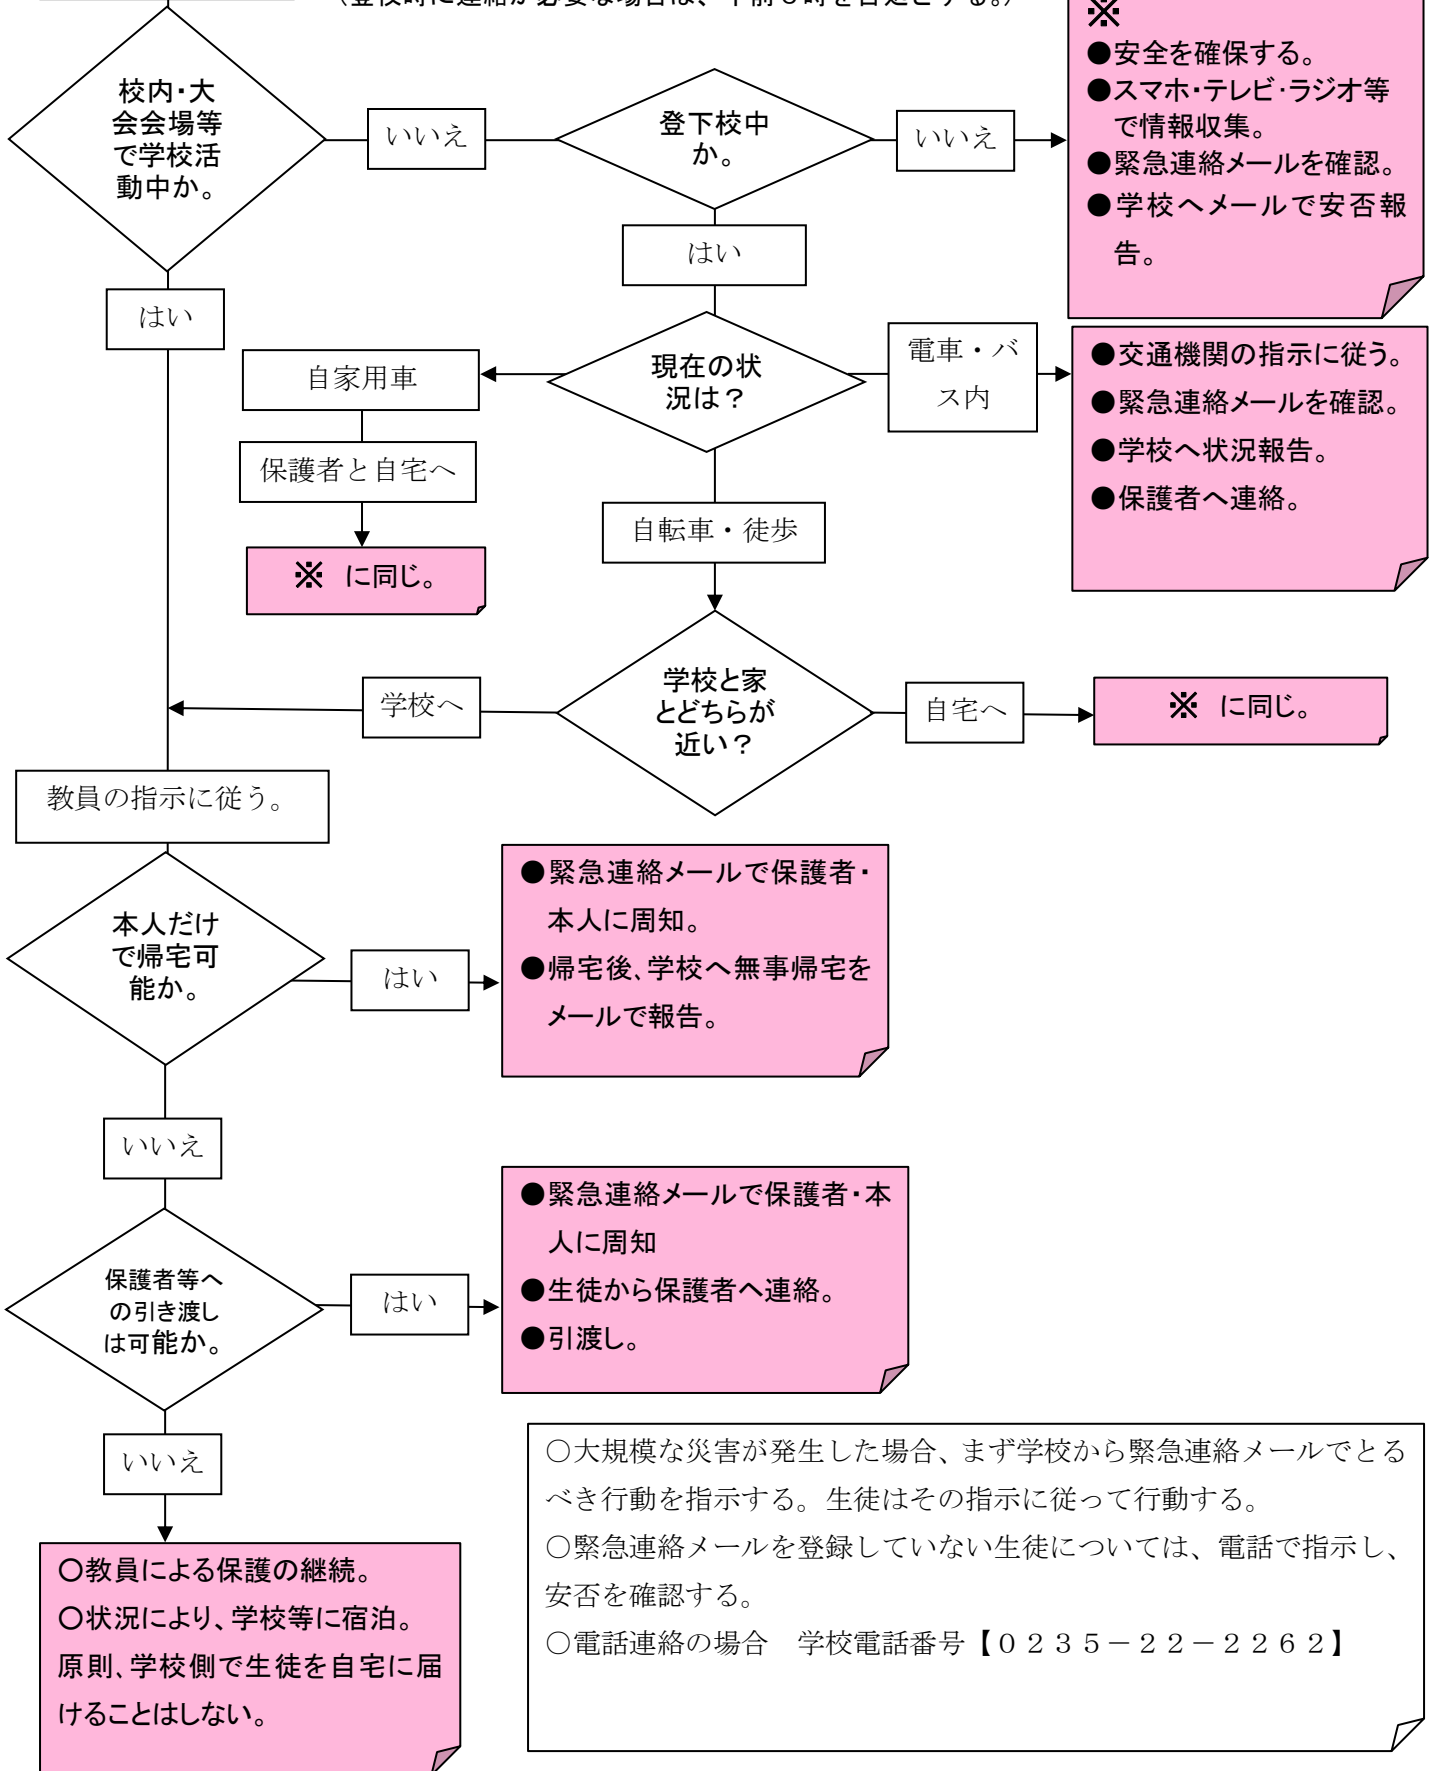 ※
●安全を確保する。
●スマホ・テレビ・ラジオ等
で情報収集。
●緊急連絡メールを確認。
●学校へメールで安否報
告。
校内・大
会会場等
で学校活
動中か。
いいえ
登下校中
か。
いいえ
はい
はい
現在の状
況は？
電車・バ
ス内
●交通機関の指示に従う。
●緊急連絡メールを確認。
●学校へ状況報告。
●保護者へ連絡。
自家用車
保護者と自宅へ
※ に同じ。
自転車・徒歩
学校と家
とどちらが
近い？
学校へ
自宅へ
※ に同じ。
教員の指示に従う。
本人だけ
で帰宅可
能か。
はい
●緊急連絡メールで保護者・
本人に周知。
●帰宅後、学校へ無事帰宅を
メールで報告。
いいえ
保護者等へ
の引き渡し
は可能か。
はい
●緊急連絡メールで保護者・本
人に周知
●生徒から保護者へ連絡。
●引渡し。
いいえ
〇教員による保護の継続。
〇状況により、学校等に宿泊。
原則、学校側で生徒を自宅に届
けることはしない。
○大規模な災害が発生した場合、まず学校から緊急連絡メールでとる
べき行動を指示する。生徒はその指示に従って行動する。
○緊急連絡メールを登録していない生徒については、電話で指示し、
安否を確認する。
○電話連絡の場合　学校電話番号【０２３５－２２－２２６２】